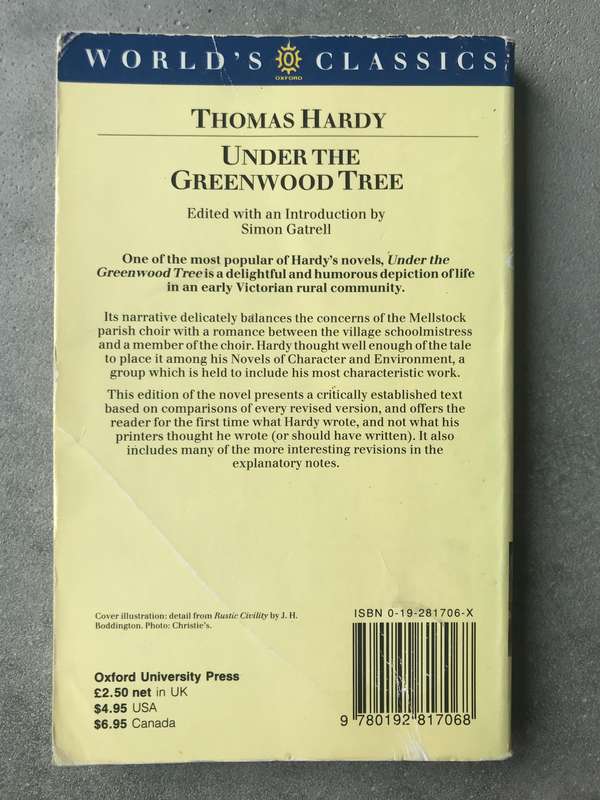 WORLD'S CLASSICS
OXFORD
THOMAS HARDY
UNDER THE
GREENWOOD TREE
Edited with an Introduction by
Simon Gatrell
One of the most popular of Hardy's novels, Under the
Greenwood Tree is a delightful and humorous depiction of life
in an early Victorian rural community.
Its narrative delicately balances the concerns of the Mellstock
parish choir with a romance between the village schoolmistress
and a member of the choir. Hardy thought well enough of the tale
to place it among his Novels of Character and Environment, a
group which is held to include his most characteristic work.
This edition of the novel presents a critically established text
based on comparisons of every revised version, and offers the
reader for the first time what Hardy wrote, and not what his
printers thought he wrote (or should have written). It also
includes many of the more interesting revisions in the
explanatory notes.
Cover illustration: detail from Rustic Civility by J. H.
Boddington. Photo: Christie's.
ISBN 0-19-281706-X
Oxford University Press
£2.50 net in UK
$4.95 USA
$6.95 Canada
9 780192 817068